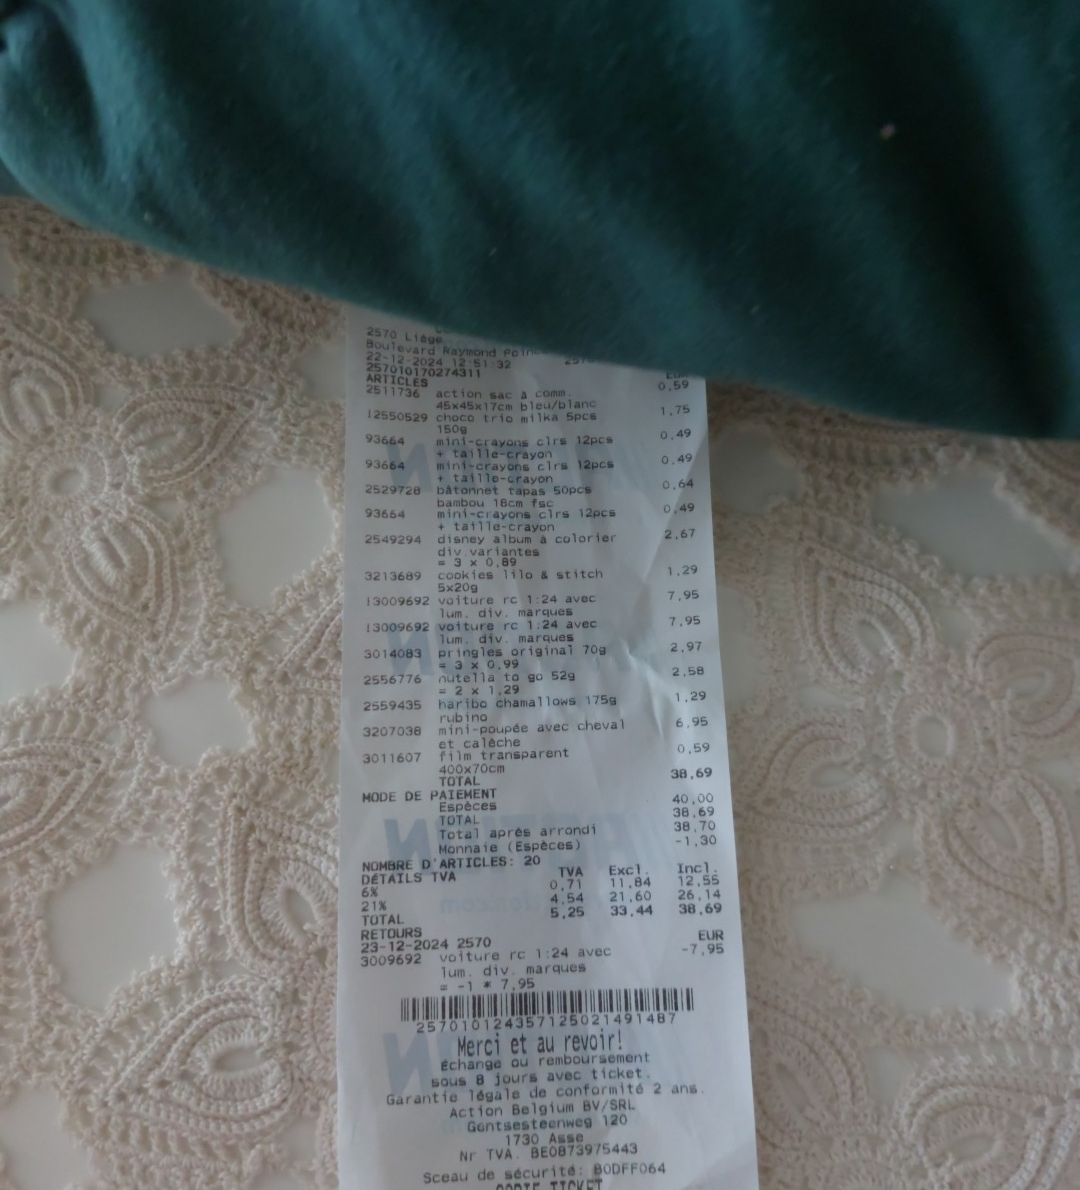 2570 Liège
Boulevard Raymond
22-12-2024 12:51:32
257010170274311
EUR
ARTICLES 0,59
2511736 action sac à comm.
45x45x17cm bleu/blanc
12550529 choco trio milka 5pcs 1,75
150g
93664 mini-crayons clrs 12pcs 0,49
+ taille-crayon
93664 mini-crayons clrs 12pcs 0,49
+ taille-crayon
2529728 bâtonnet tapas 50pcs 0,64
bambou 18cm fsc
93664 mini-crayons clrs 12pcs 0,49
+ taille-crayon
2549294 disney album à colorier 2,67
div.variantes
= 3 x 0,89
3213689 cookies lilo & stitch 1,29
5x20g
13009692 voiture rc 1:24 avec 7,95
lum. div. marques
13009692 voiture rc 1:24 avec 7,95
lum. div. marques
3014083 pringles original 70g 2,97
= 3 x 0,99
2556776 nutella to go 52g 2,58
= 2 x 1,29
2559435 haribo chamallows 175g 1,29
rubino
3207038 mini-poupée avec cheval 6,95
et calèche
3011607 film transparent 0,59
400x70cm
TOTAL 38,69
MODE DE PAIEMENT
Espèces 40,00
TOTAL 38,69
Total après arrondi 38,70
Monnaie (Espèces) -1,30
NOMBRE D'ARTICLES: 20
DÉTAILS TVA TVA Excl. Incl.
6% 0,71 11,84 12,55
21% 4,54 21,60 26,14
TOTAL 5,25 33,44 38,69
RETOURS
23-12-2024 2570 EUR
3009692 voiture rc 1:24 avec -7,95
lum. div. marques
= -1 * 7,95
257010124357125021491487
Merci et au revoir!
Échange ou remboursement
sous 8 jours avec ticket.
Garantie légale de conformité 2 ans.
Action Belgium BV/SRL
Gontsesteenweg 120
1730 Asse
Nr TVA. BE0873975443
Sceau de sécurité: B0DFF064
COPIE TICKET